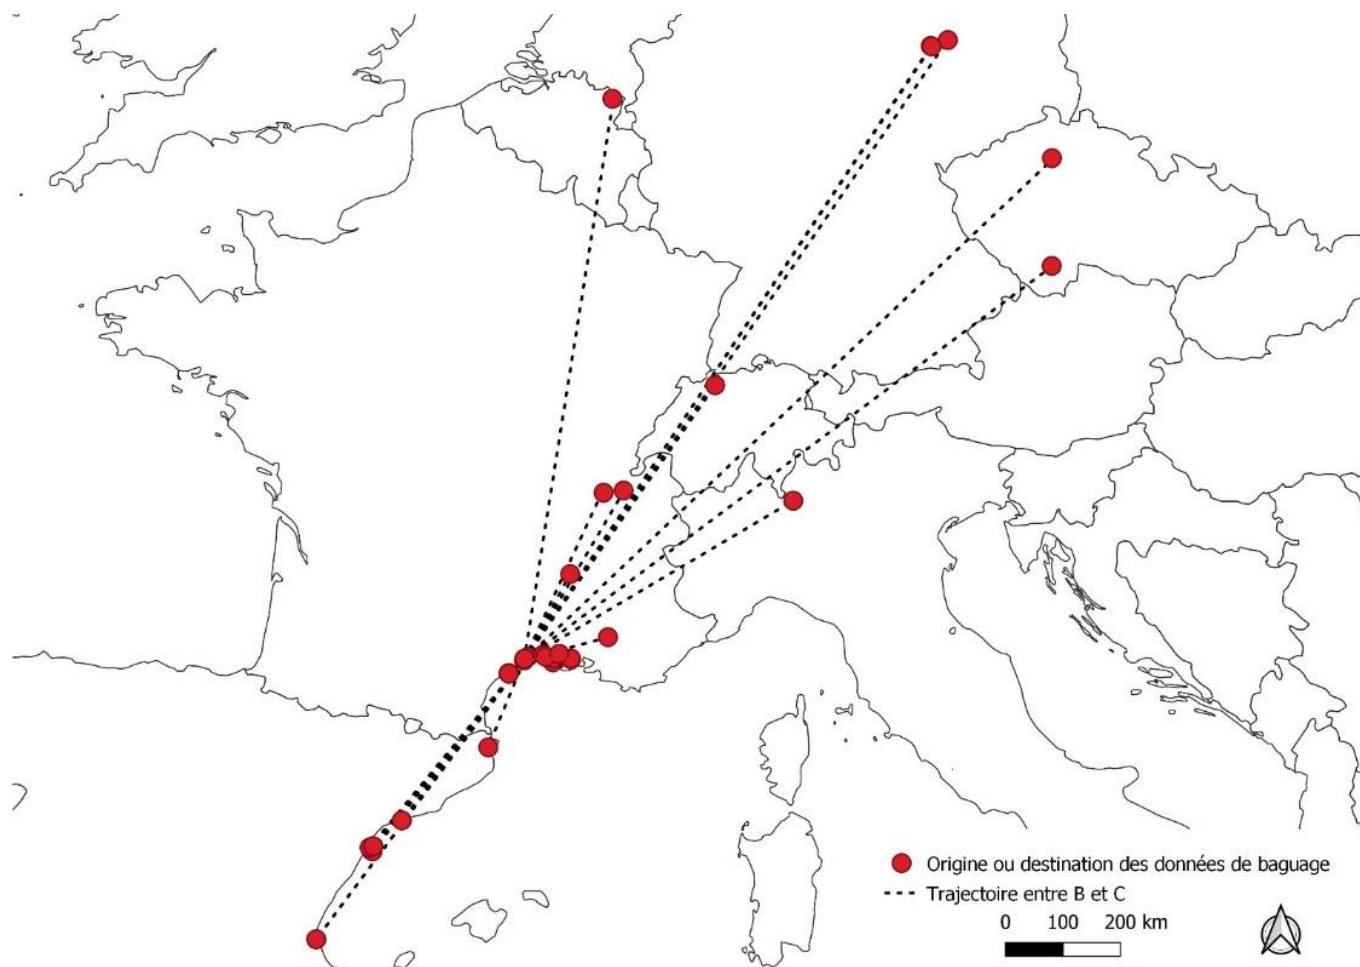 Origine ou destination des données de baguage
Trajectoire entre B et C
0 100 200 km